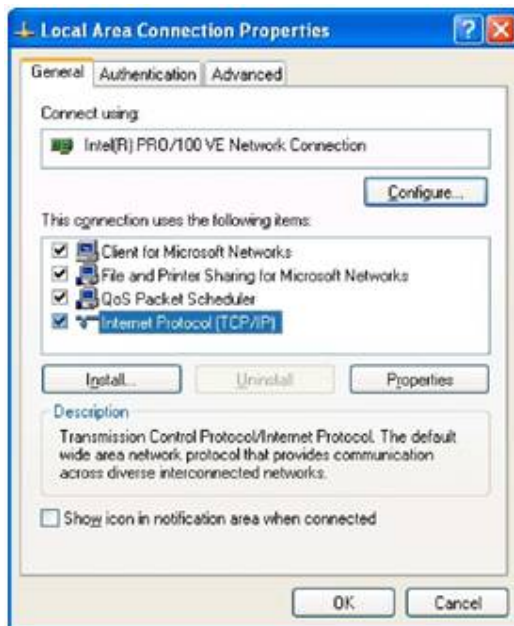 Local Area Connection Properties
General Authentication Advanced
Connect using:
Intel(R) PRO/100 VE Network Connection
Configure...
This connection uses the following items:
Client for Microsoft Networks
File and Printer Sharing for Microsoft Networks
QoS Packet Scheduler
Internet Protocol (TCP/IP)
Install... Uninstall Properties
Description
Transmission Control Protocol/Internet Protocol. The default
wide area network protocol that provides communication
across diverse interconnected networks.
Show icon in notification area when connected
OK Cancel